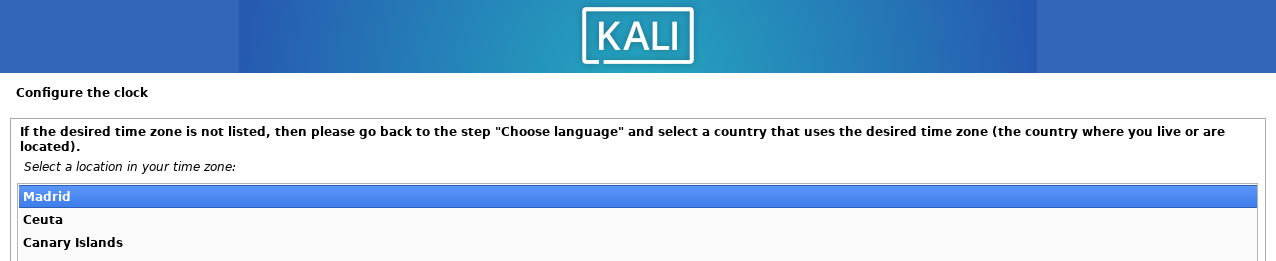 KALI
Configure the clock
If the desired time zone is not listed, then please go back to the step "Choose language" and select a country that uses the desired time zone (the country where you live or are
located).
Select a location in your time zone:
Madrid
Ceuta
Canary Islands